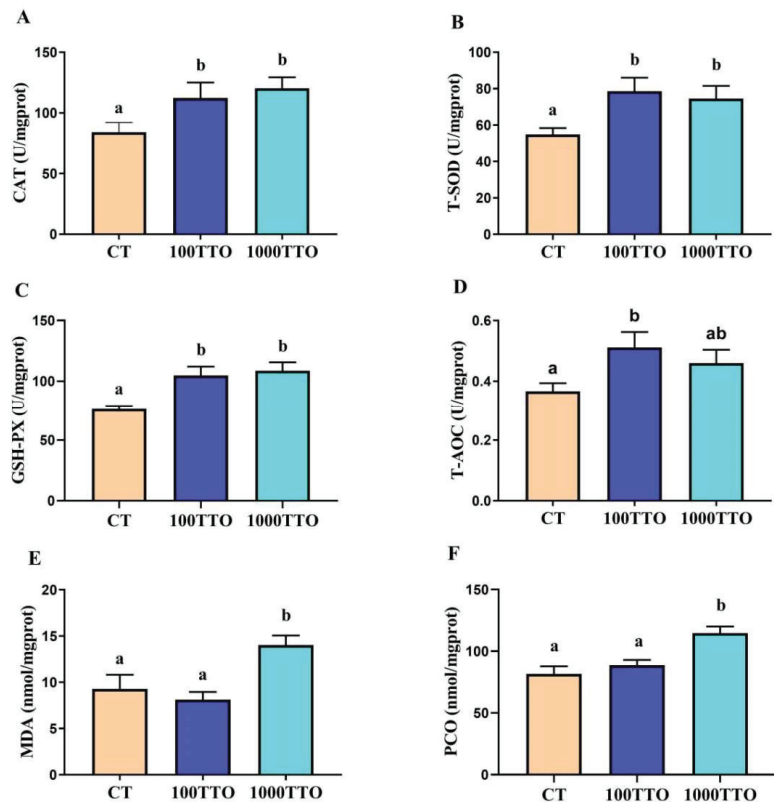 A
CAT (U/mgprot)
150
100
50
0
a
b
b
CT
100TTO
1000TTO
B
T-SOD (U/mgprot)
100
80
60
40
20
0
a
b
b
CT
100TTO
1000TTO
C
GSH-PX (U/mgprot)
150
100
50
0
a
b
b
CT
100TTO
1000TTO
D
T-AOC (U/mgprot)
0.6
0.4
0.2
0.0
a
b
ab
CT
100TTO
1000TTO
E
MDA (nmol/mgprot)
20
15
10
5
0
a
a
b
CT
100TTO
1000TTO
F
PCO (nmol/mgprot)
150
100
50
0
a
a
b
CT
100TTO
1000TTO